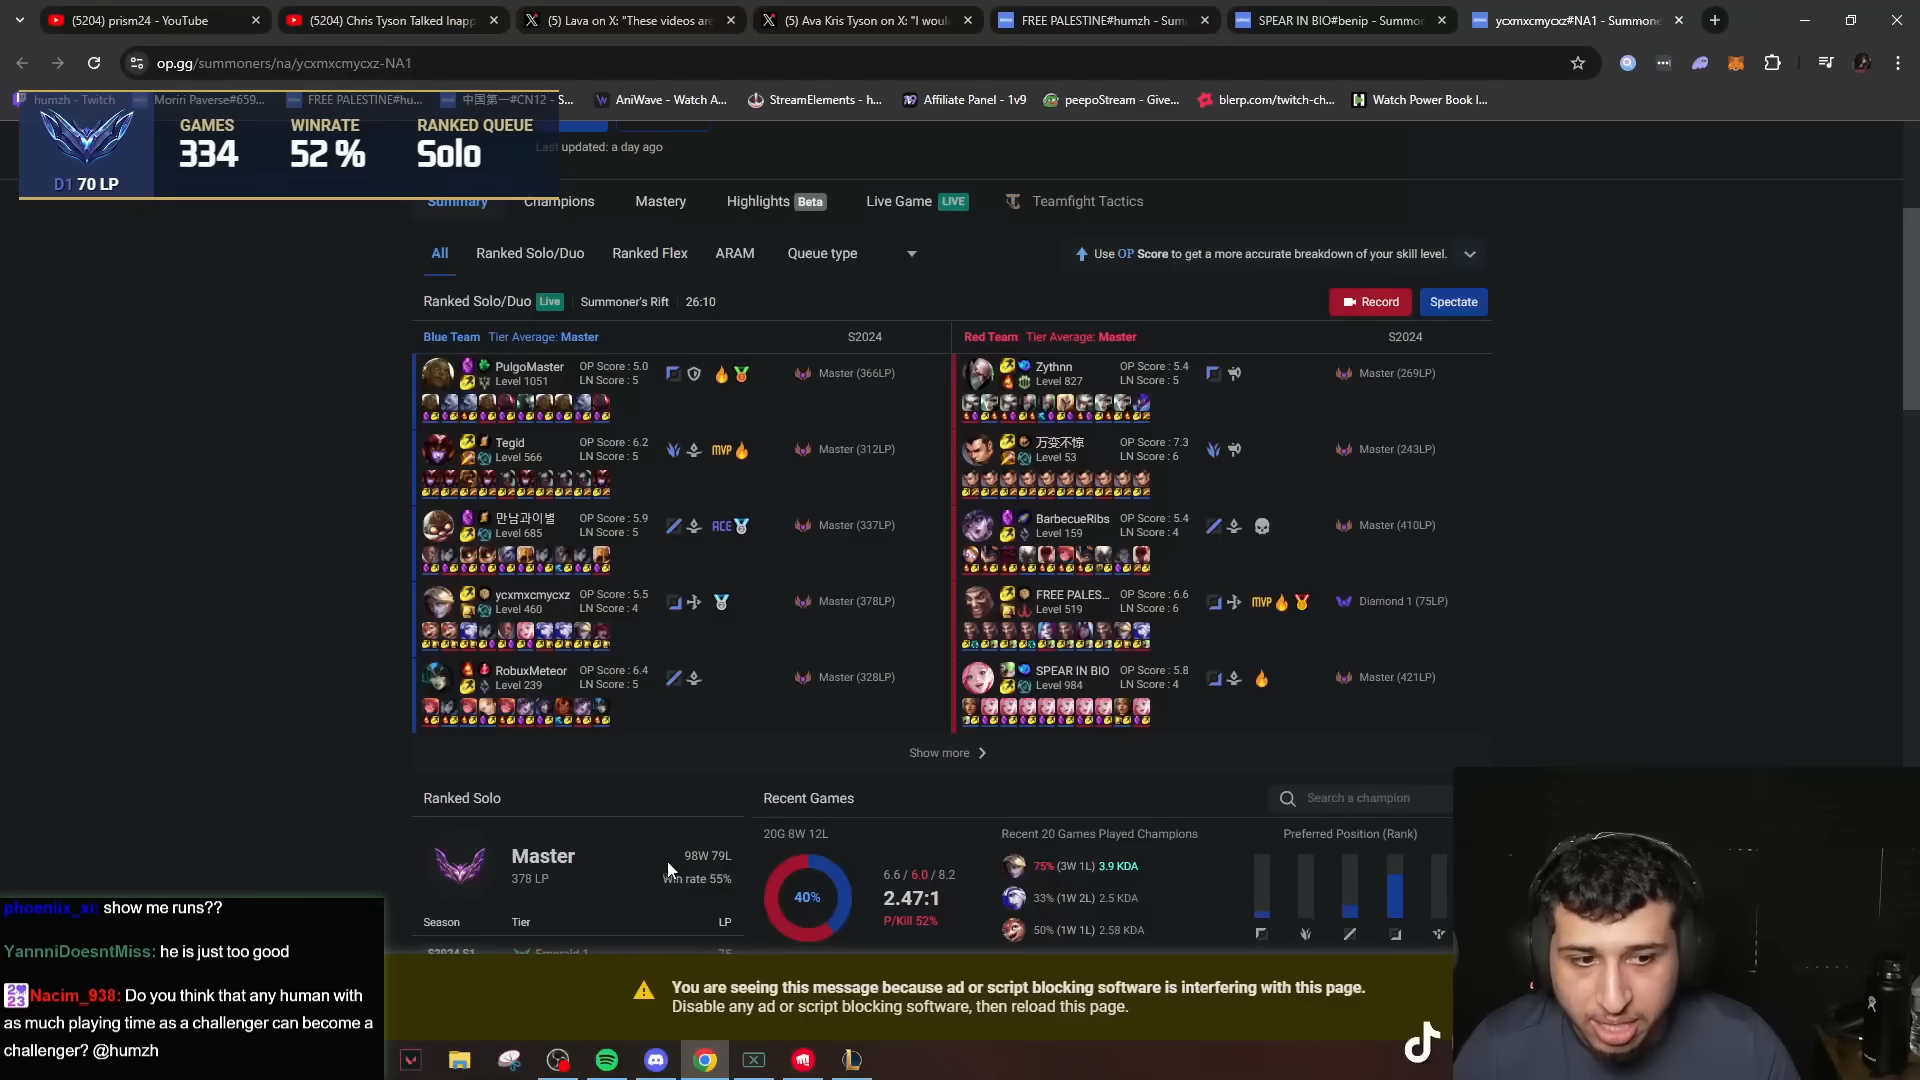 (5204) prism24 - YouTube
(5204) Chris Tyson Talked Inapp
(5) Lava on X: "These videos are
(5) Ava Kris Tyson on X: "I woul
FREE PALESTINE#humzh - Sum
SPEAR IN BIO#benip - Summon
ycxmxcmycxz#NA1 - Summone
op.gg/summoners/na/ycxmxcmycxz-NA1
humzh - Twitch
Moriri Paverse#659...
FREE PALESTINE#hu...
中国第一#CN12 - S...
AniWave - Watch A...
StreamElements - h...
Affiliate Panel - 1v9
peepoStream - Give...
blerp.com/twitch-ch...
Watch Power Book I...
GAMES WINRATE RANKED QUEUE
334 52 % Solo
D1 70 LP
Last updated: a day ago
Summary Champions Mastery Highlights Beta Live Game LIVE Teamfight Tactics
All Ranked Solo/Duo Ranked Flex ARAM Queue type
Use OP Score to get a more accurate breakdown of your skill level.
Ranked Solo/Duo Live Summoner's Rift 26:10
Record Spectate
Blue Team Tier Average: Master S2024
Red Team Tier Average: Master S2024
PulgoMaster OP Score : 5.0
Level 1051 LN Score : 5
Master (366LP)
Zythnn OP Score : 5.4
Level 827 LN Score : 5
Master (269LP)
Tegid OP Score : 6.2
Level 566 LN Score : 5
MVP
Master (312LP)
万变不惊 OP Score : 7.3
Level 53 LN Score : 6
Master (243LP)
만남과이별 OP Score : 5.9
Level 685 LN Score : 5
ACE
Master (337LP)
BarbecueRibs OP Score : 5.4
Level 159 LN Score : 4
Master (410LP)
ycxmxcmycxz OP Score : 5.5
Level 460 LN Score : 4
Master (378LP)
FREE PALES... OP Score : 6.6
Level 519 LN Score : 6
MVP
Diamond 1 (75LP)
RobuxMeteor OP Score : 6.4
Level 239 LN Score : 5
Master (328LP)
SPEAR IN BIO OP Score : 5.8
Level 984 LN Score : 4
Master (421LP)
Show more
Ranked Solo
Master 98W 79L
378 LP Win rate 55%
Season Tier LP
S2024 S1 Emerald 1 75
Recent Games
Search a champion
20G 8W 12L
40%
6.6 / 6.0 / 8.2
2.47:1
P/Kill 52%
Recent 20 Games Played Champions
75% (3W 1L) 3.9 KDA
33% (1W 2L) 2.5 KDA
50% (1W 1L) 2.58 KDA
Preferred Position (Rank)
phoeniix_xi: show me runs??
YannniDoesntMiss: he is just too good
Nacim_938: Do you think that any human with
as much playing time as a challenger can become a
challenger? @humzh
You are seeing this message because ad or script blocking software is interfering with this page.
Disable any ad or script blocking software, then reload this page.